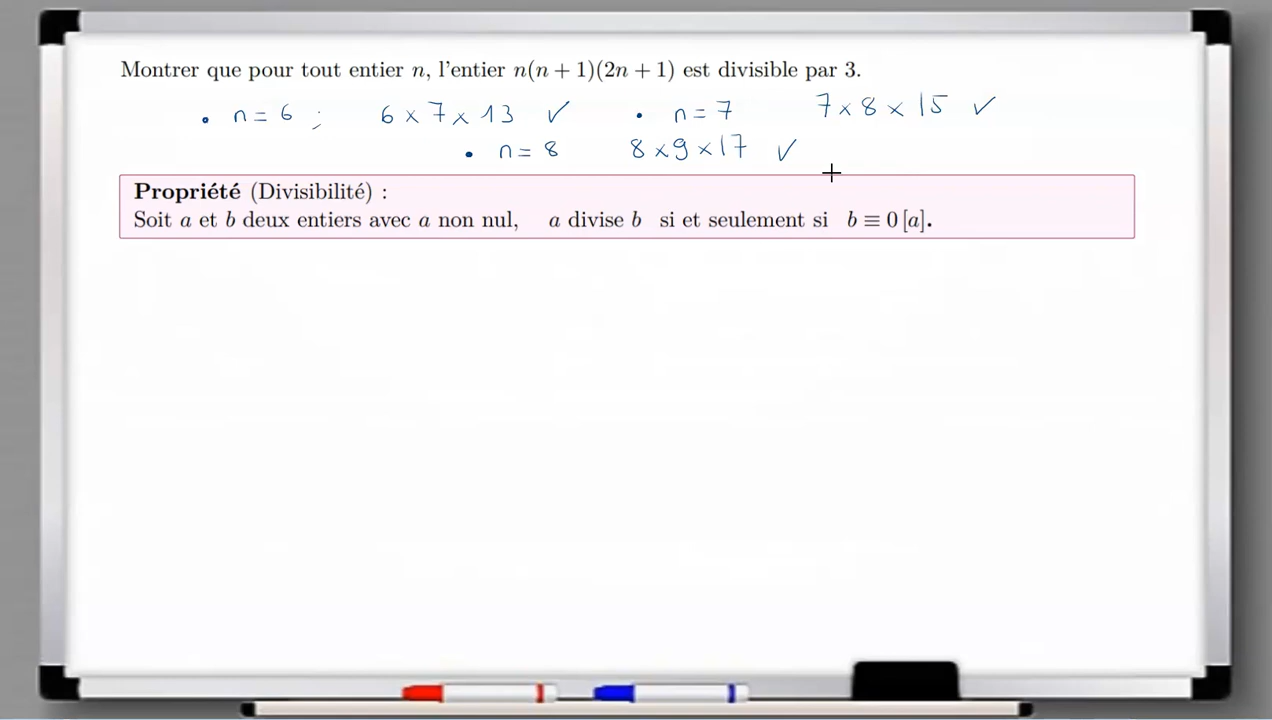 Montrer que pour tout entier n, l'entier n(n + 1)(2n + 1) est divisible par 3.
• n = 6 ; 6 × 7 × 13 ✓ • n = 7 7 × 8 × 15 ✓
• n = 8 8 × 9 × 17 ✓
Propriété (Divisibilité) :
Soit a et b deux entiers avec a non nul, a divise b si et seulement si b ≡ 0 [a].